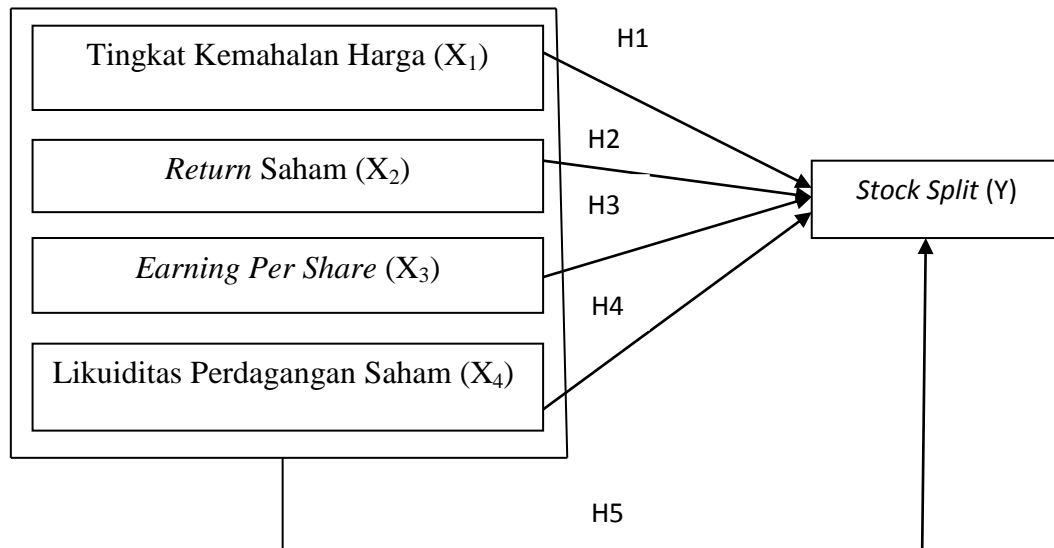 Tingkat Kemahalan Harga (X₁)
H1
Return Saham (X₂)
H2
Stock Split (Y)
H3
Earning Per Share (X₃)
H4
Likuiditas Perdagangan Saham (X₄)
H5